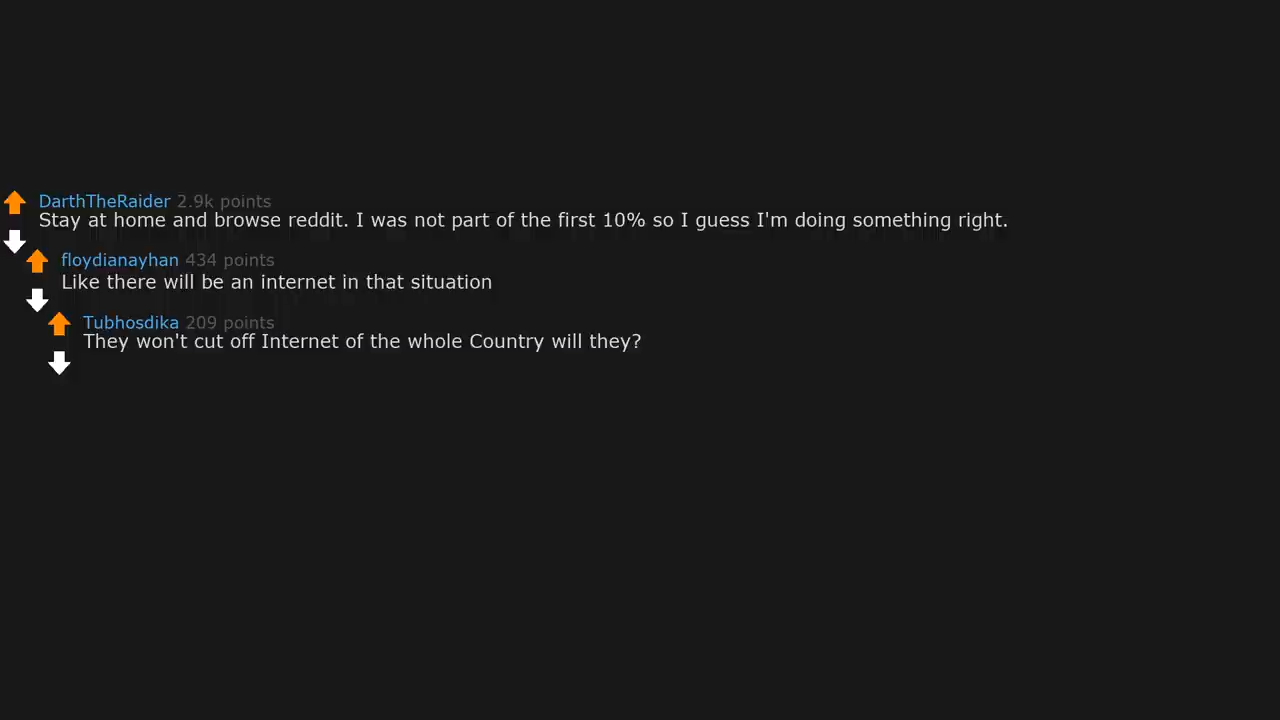 DarthTheRaider 2.9k points
Stay at home and browse reddit. I was not part of the first 10% so I guess I'm doing something right.
floydianayhan 434 points
Like there will be an internet in that situation
Tubhosdika 209 points
They won't cut off Internet of the whole Country will they?